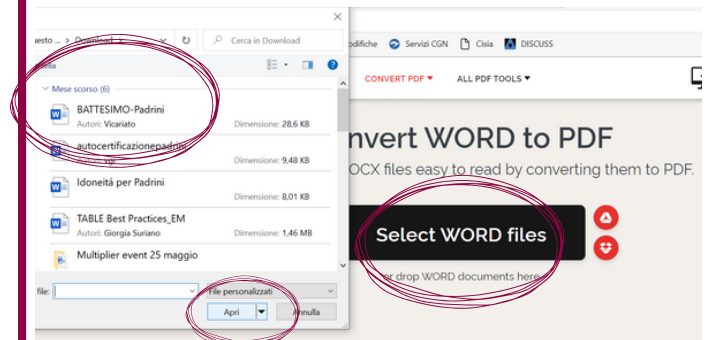 esto ... > Download >
Cerca in Download
ella
Mese scorso (6)
BATTESIMO-Padrini
Autori: Vicariato
Dimensione: 28,6 KB
autocertificazionepadrini
Autori: vgr
Dimensione: 9,48 KB
Idoneitá per Padrini
Dimensione: 8,01 KB
TABLE Best Practices_EM
Autori: Giorgia Suriano
Dimensione: 1,46 MB
Multiplier event 25 maggio
file:
File personalizzati
Apri
Annulla
odifiche Servizi CGN Cisia DISCUSS
CONVERT PDF ALL PDF TOOLS
nvert WORD to PDF
OCX files easy to read by converting them to PDF.
Select WORD files
or drop WORD documents here